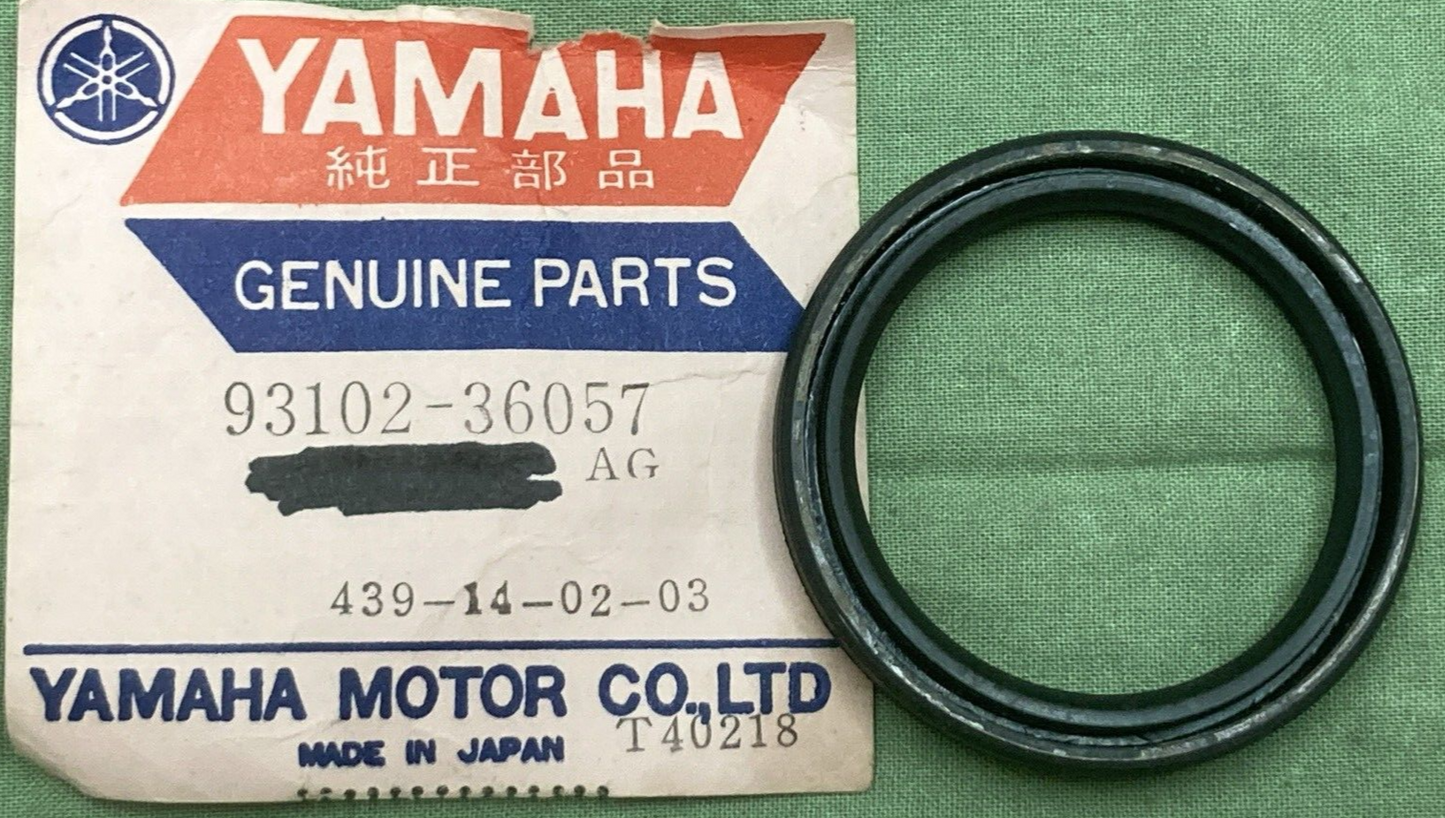 YAMAHA
純正部品
GENUINE PARTS
93102-36057
AG
439-14-02-03
YAMAHA MOTOR CO.,LTD
T40218
MADE IN JAPAN